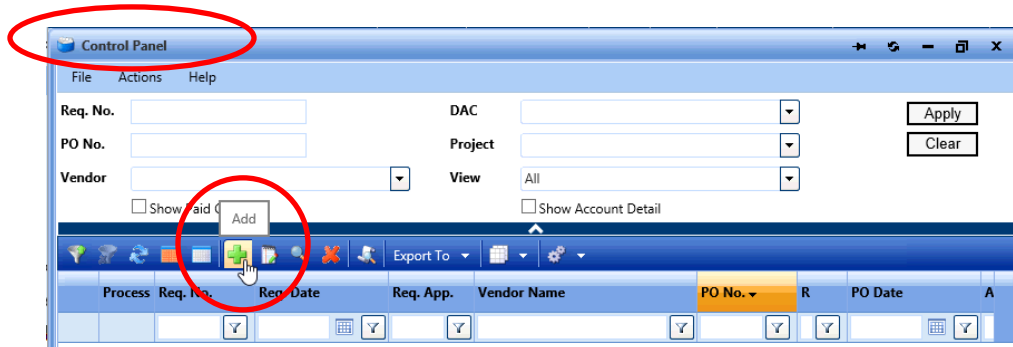 Control Panel
File Actions Help
Req. No. DAC Apply
PO No. Project Clear
Vendor View All
Show Paid Show Account Detail
Add
Export To
Process Req. No. Req. Date Req. App. Vendor Name PO No. R PO Date A